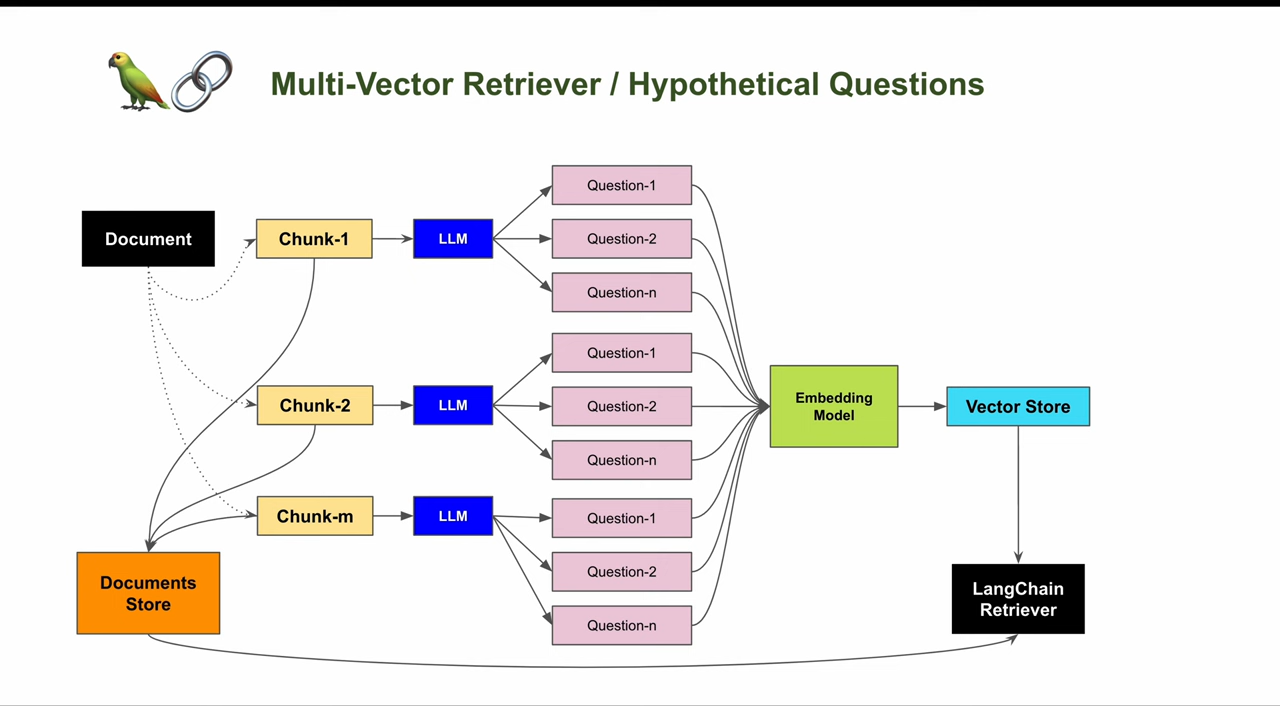 Multi-Vector Retriever / Hypothetical Questions
Document
Chunk-1
LLM
Question-1
Question-2
Question-n
Chunk-2
LLM
Question-1
Question-2
Question-n
Chunk-m
LLM
Question-1
Question-2
Question-n
Embedding
Model
Vector Store
Documents
Store
LangChain
Retriever